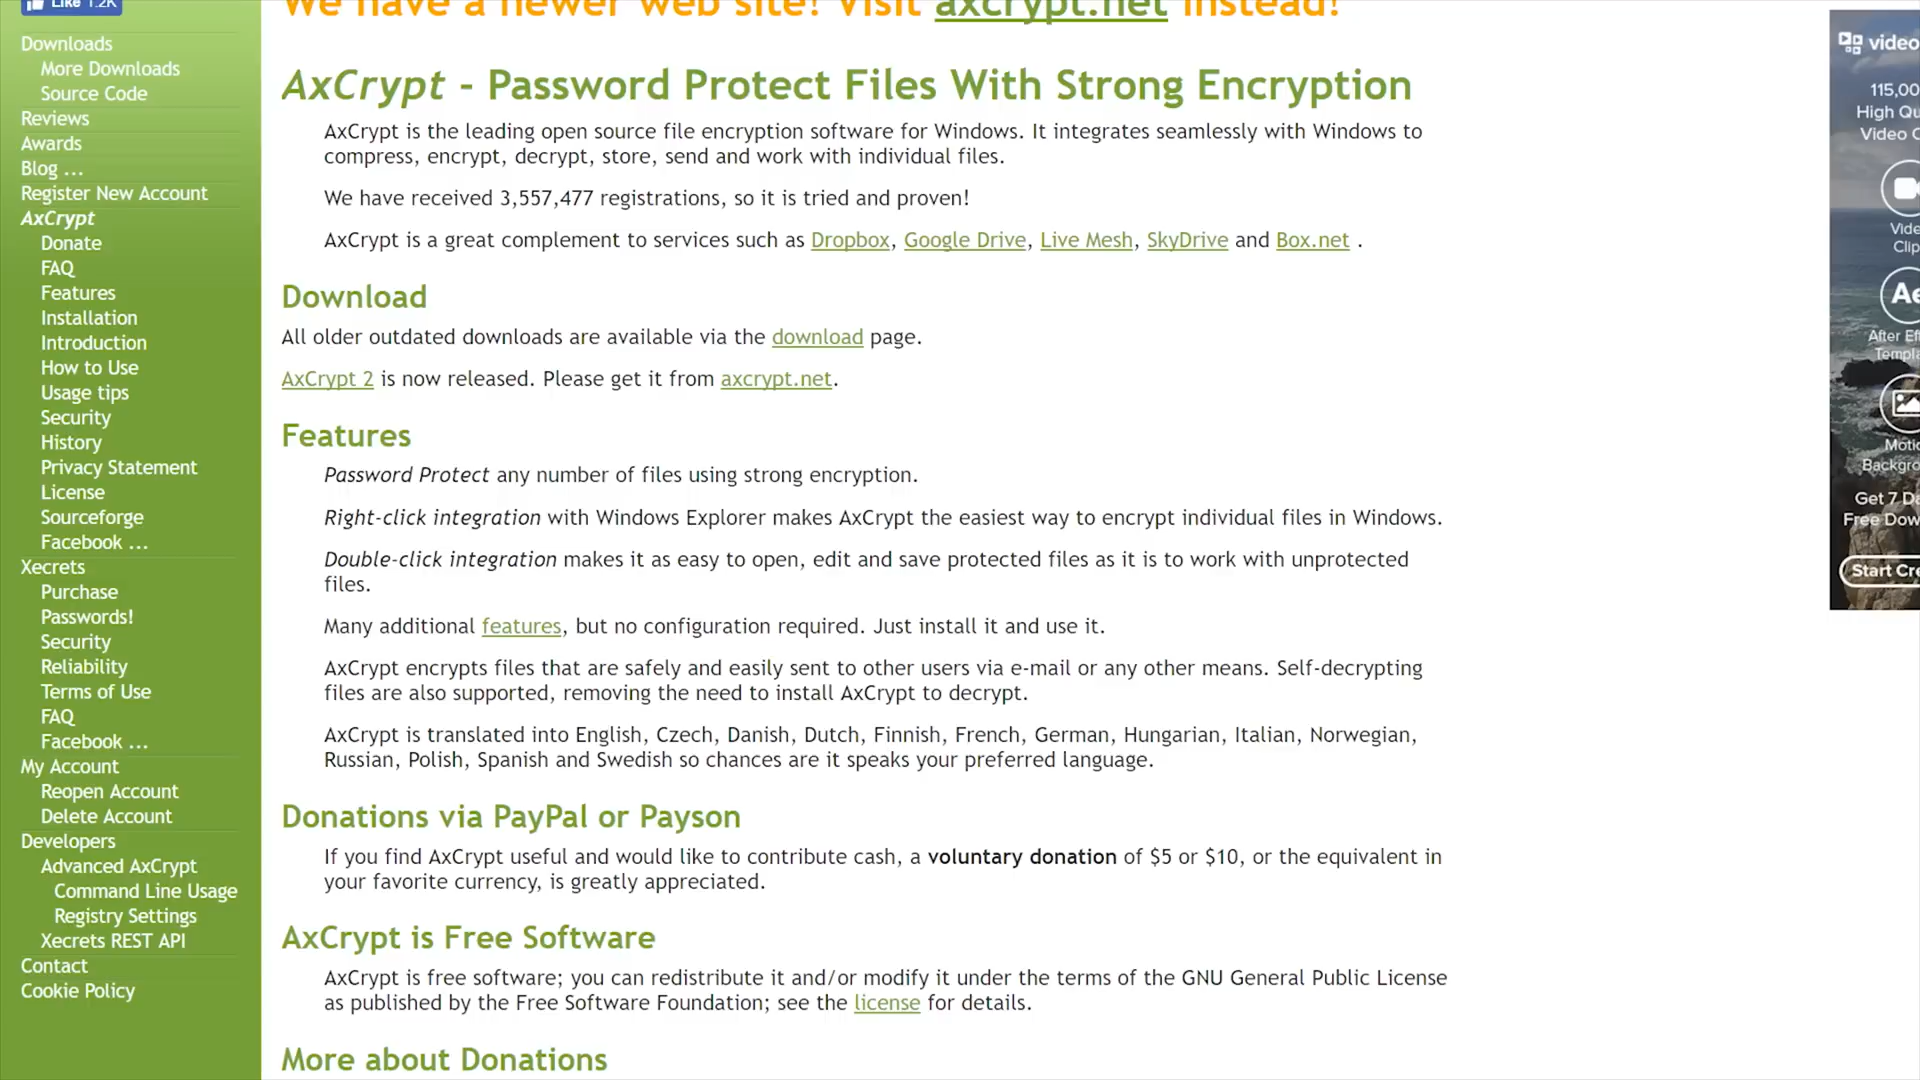 Like 1.2K
Downloads
More Downloads
Source Code
Reviews
Awards
Blog ...
Register New Account
AxCrypt
Donate
FAQ
Features
Installation
Introduction
How to Use
Usage tips
Security
History
Privacy Statement
License
Sourceforge
Facebook ...
Xecrets
Purchase
Passwords!
Security
Reliability
Terms of Use
FAQ
Facebook ...
My Account
Reopen Account
Delete Account
Developers
Advanced AxCrypt
Command Line Usage
Registry Settings
Xecrets REST API
Contact
Cookie Policy
We have a newer web site! Visit axcrypt.net instead!
AxCrypt - Password Protect Files With Strong Encryption
AxCrypt is the leading open source file encryption software for Windows. It integrates seamlessly with Windows to
compress, encrypt, decrypt, store, send and work with individual files.
We have received 3,557,477 registrations, so it is tried and proven!
AxCrypt is a great complement to services such as Dropbox, Google Drive, Live Mesh, SkyDrive and Box.net .
Download
All older outdated downloads are available via the download page.
AxCrypt 2 is now released. Please get it from axcrypt.net.
Features
Password Protect any number of files using strong encryption.
Right-click integration with Windows Explorer makes AxCrypt the easiest way to encrypt individual files in Windows.
Double-click integration makes it as easy to open, edit and save protected files as it is to work with unprotected
files.
Many additional features, but no configuration required. Just install it and use it.
AxCrypt encrypts files that are safely and easily sent to other users via e-mail or any other means. Self-decrypting
files are also supported, removing the need to install AxCrypt to decrypt.
AxCrypt is translated into English, Czech, Danish, Dutch, Finnish, French, German, Hungarian, Italian, Norwegian,
Russian, Polish, Spanish and Swedish so chances are it speaks your preferred language.
Donations via PayPal or Payson
If you find AxCrypt useful and would like to contribute cash, a voluntary donation of $5 or $10, or the equivalent in
your favorite currency, is greatly appreciated.
AxCrypt is Free Software
AxCrypt is free software; you can redistribute it and/or modify it under the terms of the GNU General Public License
as published by the Free Software Foundation; see the license for details.
More about Donations
video
115,00
High Qu
Video C
Vide
Clip
Ae
After Eff
Templa
Motio
Backgro
Get 7 Da
Free Dow
Start Cre